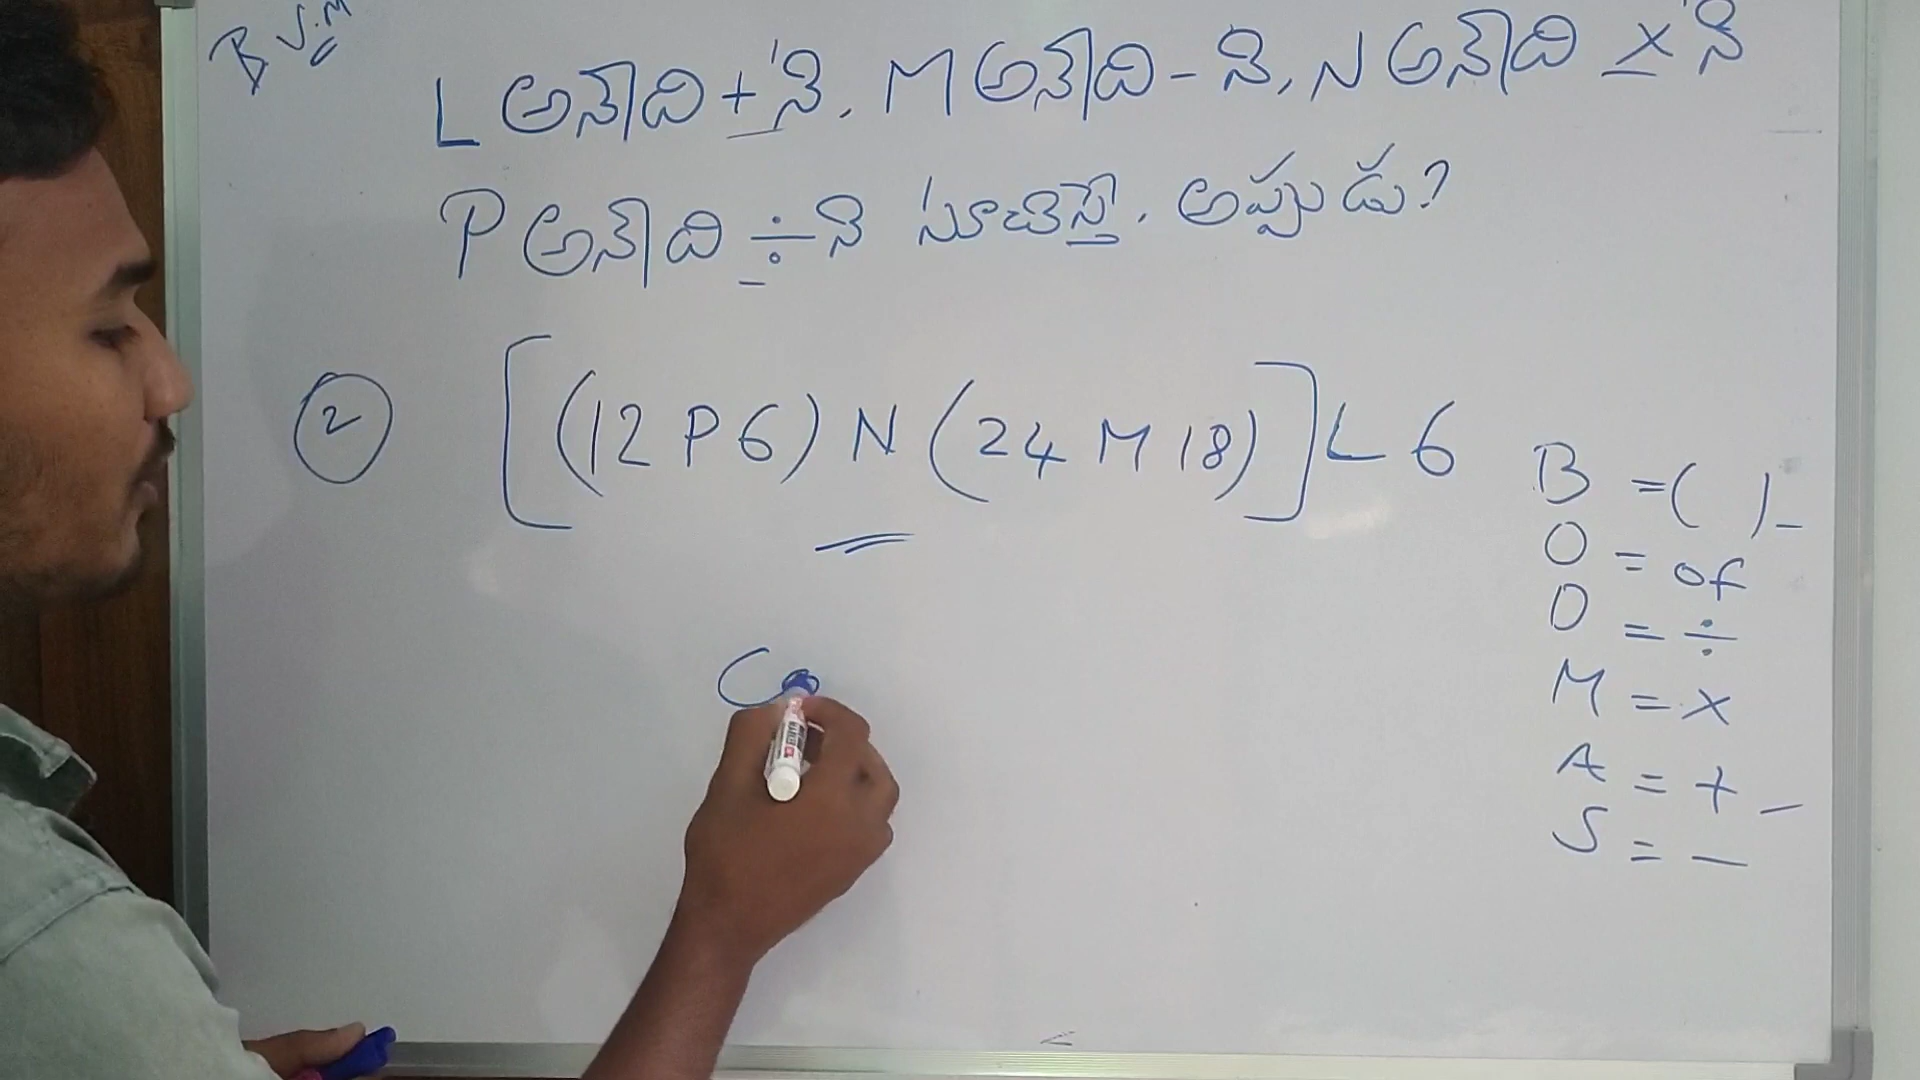 B J.M
L అనేది + 'ని, M అనేది - ని, N అనేది × 'ని
P అనేది ÷ ని సూచిస్తే, అప్పుడు?
2 [(12 P 6) N (24 M 18)] L 6
B = ( )
O = of
D = ÷
M = ×
A = +
S = -